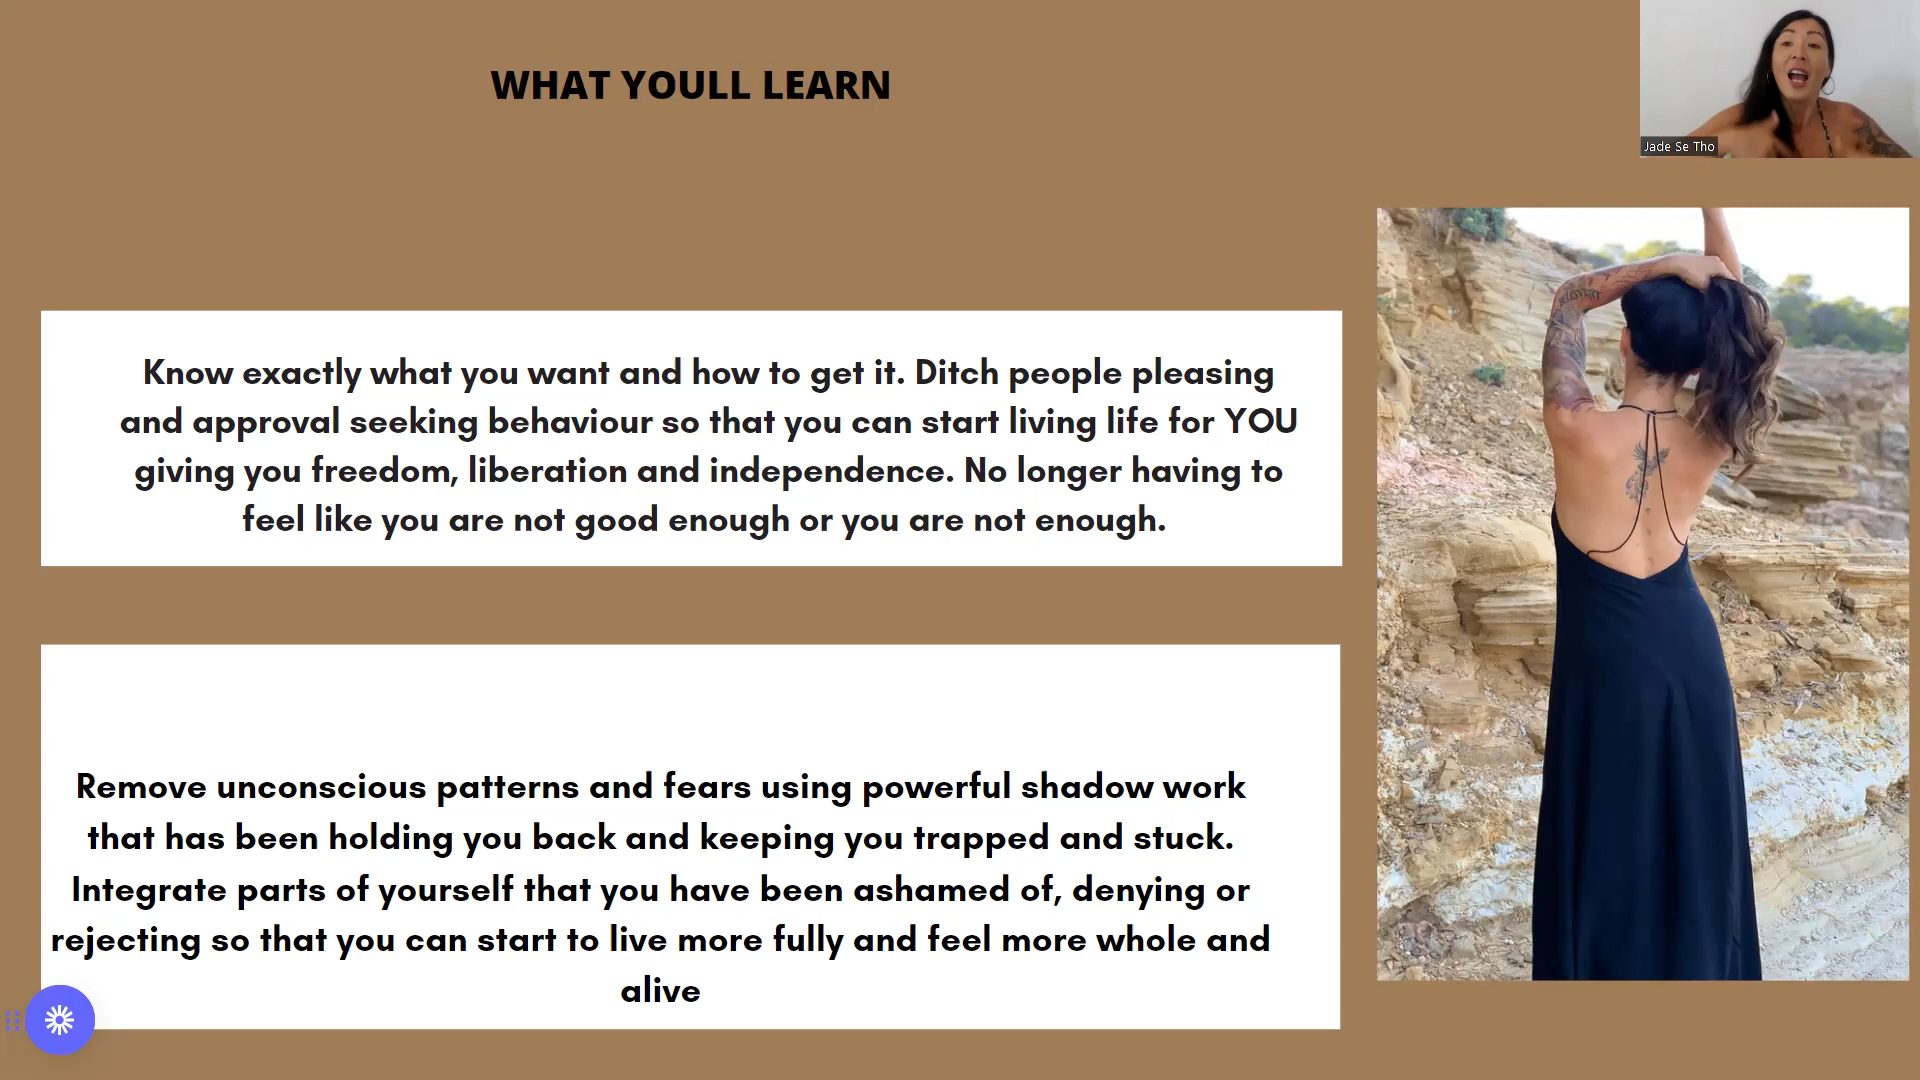 WHAT YOULL LEARN
Jade Se Tho
Know exactly what you want and how to get it. Ditch people pleasing
and approval seeking behaviour so that you can start living life for YOU
giving you freedom, liberation and independence. No longer having to
feel like you are not good enough or you are not enough.
Remove unconscious patterns and fears using powerful shadow work
that has been holding you back and keeping you trapped and stuck.
Integrate parts of yourself that you have been ashamed of, denying or
rejecting so that you can start to live more fully and feel more whole and
alive